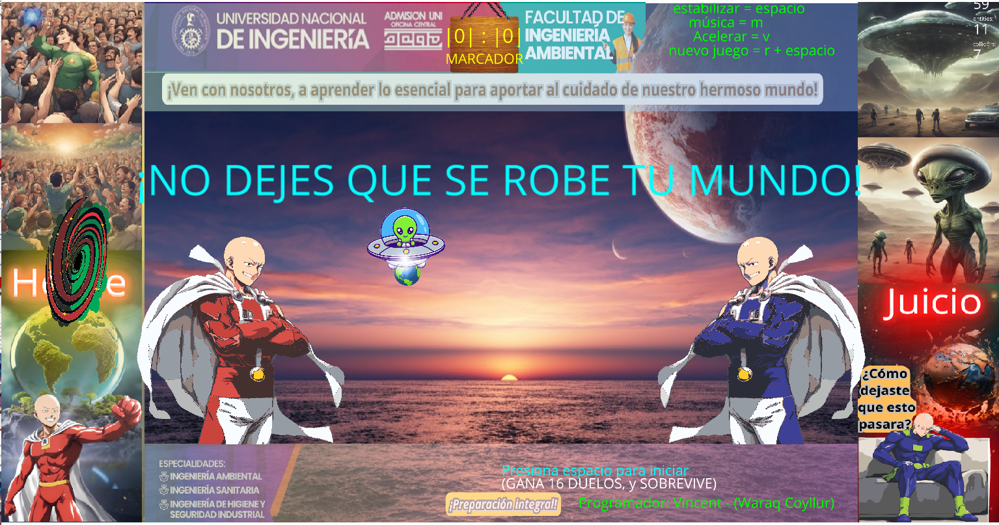 UNIVERSIDAD NACIONAL
DE INGENIERÍA
ADMISION UNI
OFICINA CENTRAL
|0| : |0|
MARCADOR
FACULTAD DE
INGENIERÍA
AMBIENTAL
estabilizar = espacio
música = m
Acelerar = v
nuevo juego = r + espacio
59
entities:
11
colliders:
7
¡Ven con nosotros, a aprender lo esencial para aportar al cuidado de nuestro hermoso mundo!
¡NO DEJES QUE SE ROBE TU MUNDO!
Juicio
¿Cómo
dejaste
que esto
pasara?
ESPECIALIDADES:
INGENIERÍA AMBIENTAL
INGENIERÍA SANITARIA
INGENIERÍA DE HIGIENE Y
SEGURIDAD INDUSTRIAL
Presiona espacio para iniciar
(GANA 16 DUELOS, y SOBREVIVE)
¡Preparación integral!
Programador: Vincent - (Waraq Coyllur)